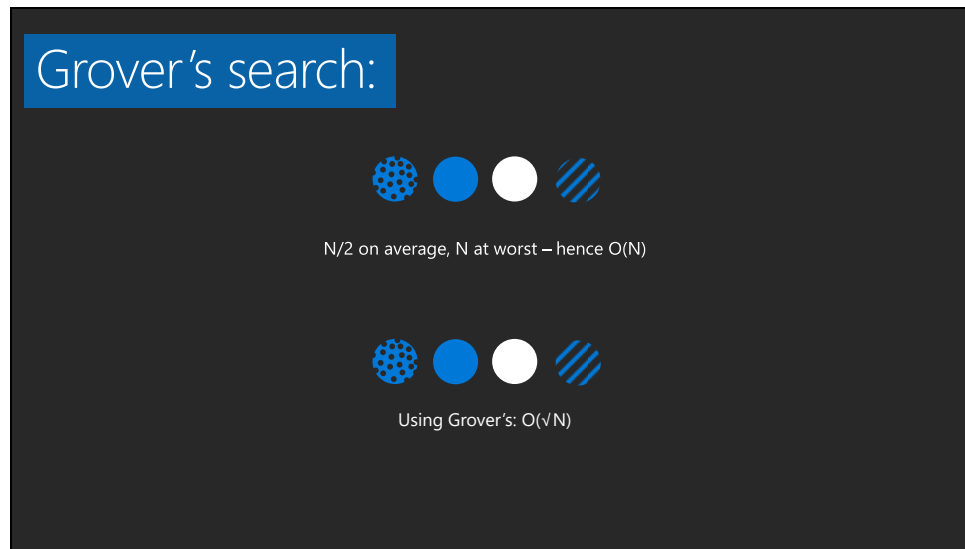 Grover’s search:
N/2 on average, N at worst – hence O(N)
Using Grover’s: O(√N)